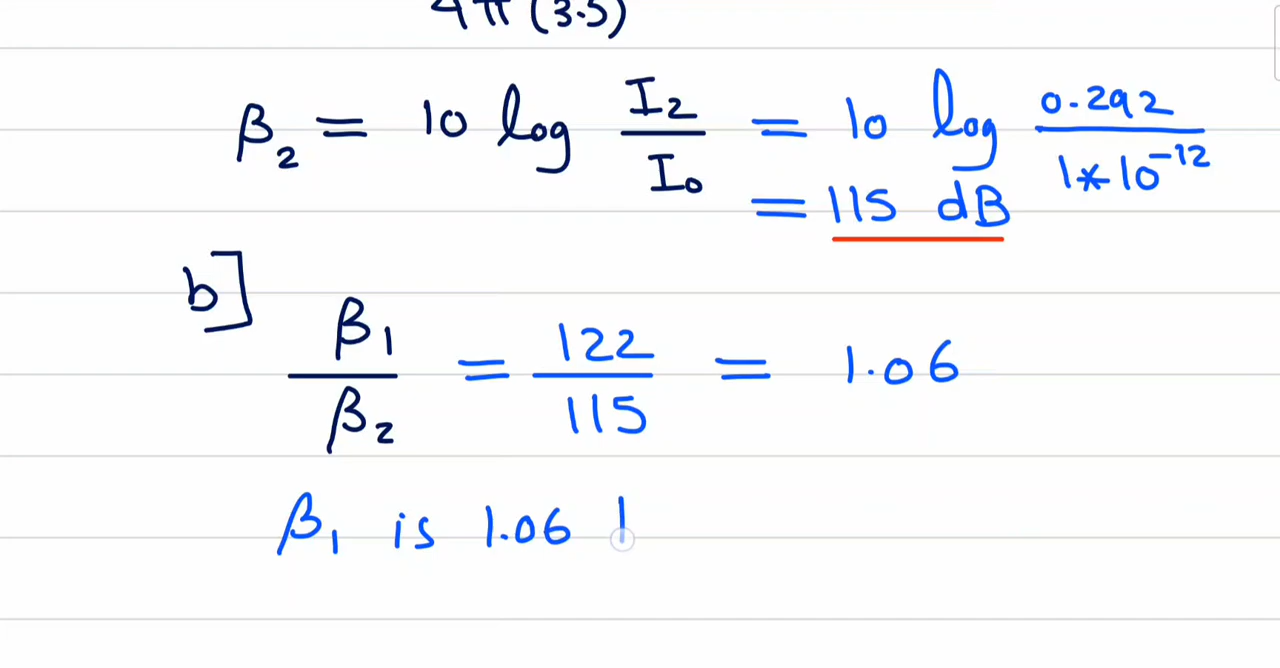 4π (3.5)
β₂ = 10 log I₂/I₀ = 10 log 0.292/1*10⁻¹²
= 115 dB
b]
β₁/β₂ = 122/115 = 1.06
β₁ is 1.06